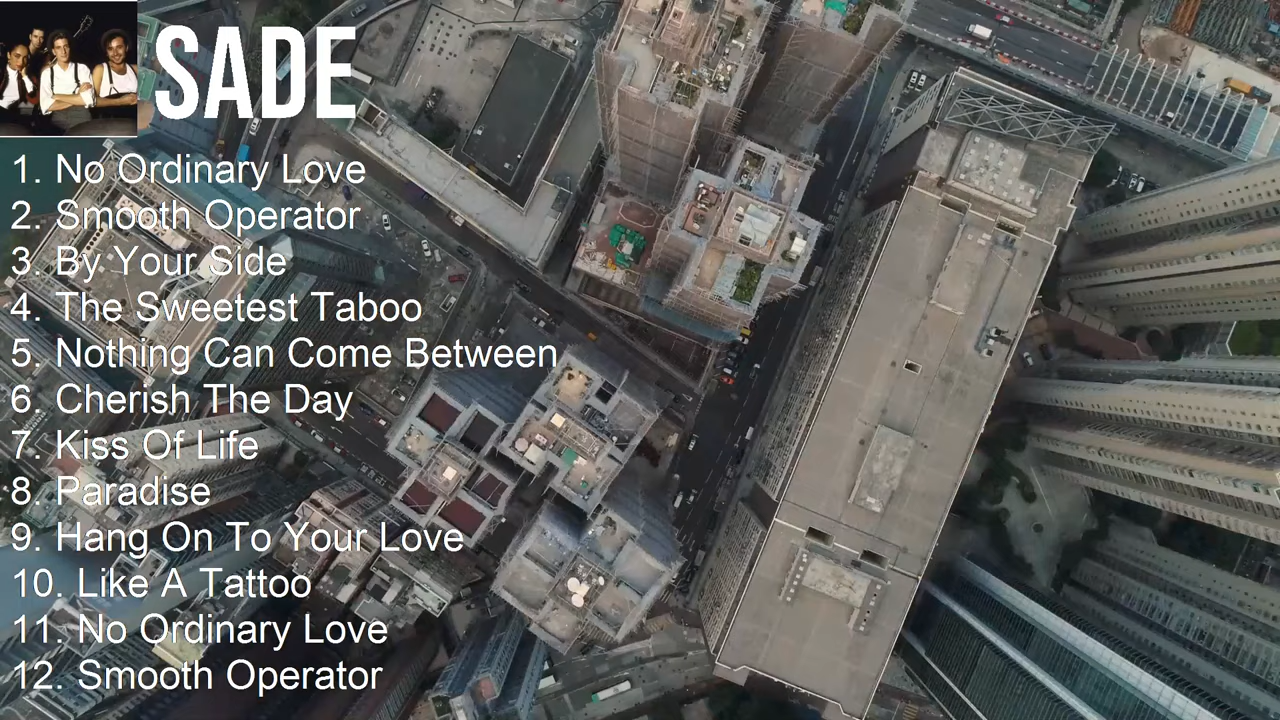 SADE
1. No Ordinary Love
2. Smooth Operator
3. By Your Side
4. The Sweetest Taboo
5. Nothing Can Come Between
6. Cherish The Day
7. Kiss Of Life
8. Paradise
9. Hang On To Your Love
10. Like A Tattoo
11. No Ordinary Love
12. Smooth Operator